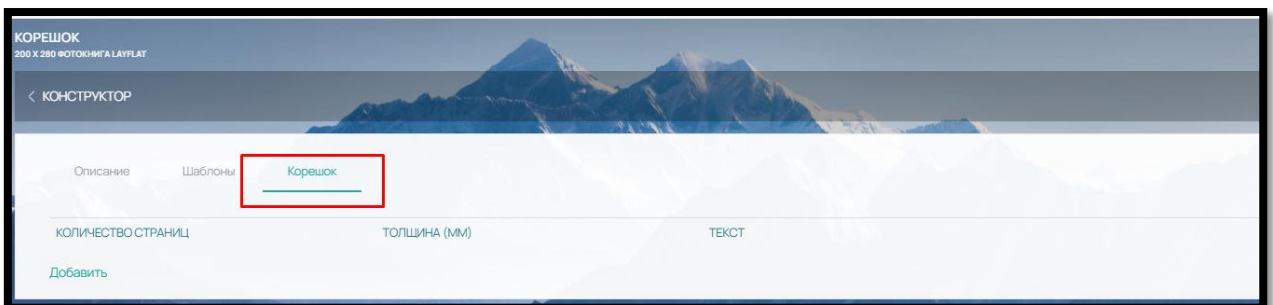 КОРЕШОК
200 X 280 ФОТОКНИГА LAYFLAT
< КОНСТРУКТОР
Описание Шаблоны Корешок
КОЛИЧЕСТВО СТРАНИЦ ТОЛЩИНА (ММ) ТЕКСТ
Добавить